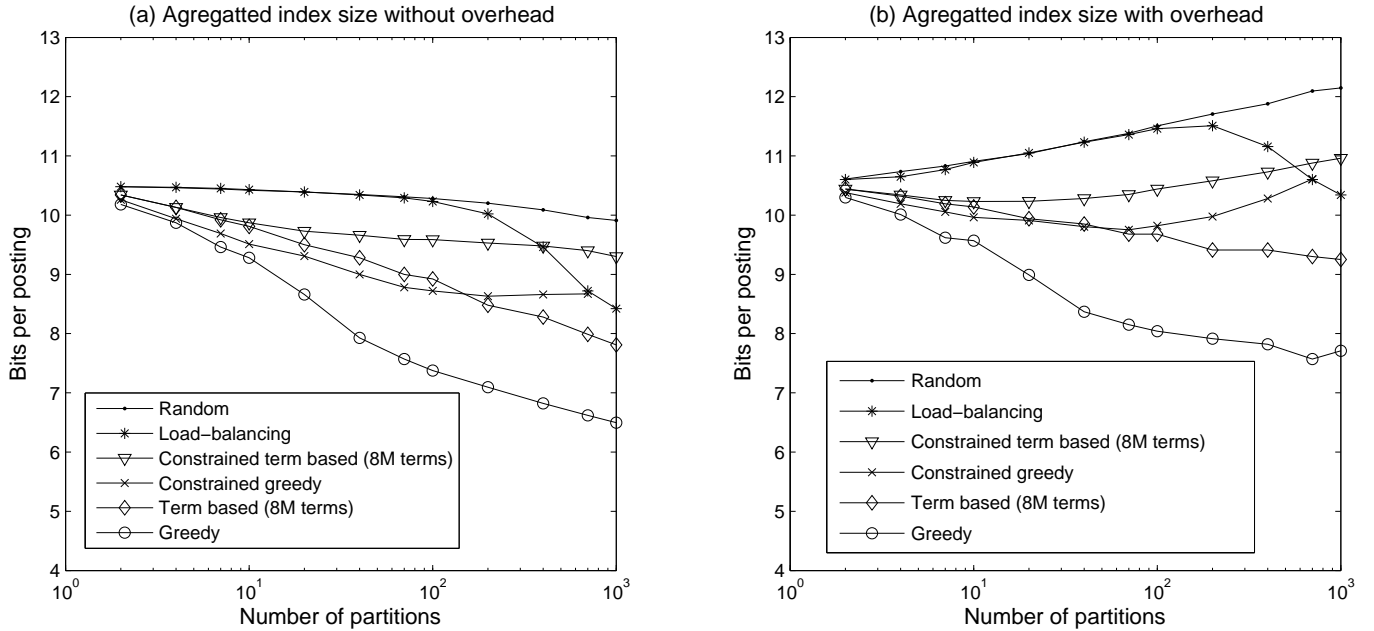 (a) Agregatted index size without overhead
13
12
11
10
9
8
7
6
5
4
Bits per posting
Random
Load−balancing
Constrained term based (8M terms)
Constrained greedy
Term based (8M terms)
Greedy
10^0
10^1
10^2
10^3
Number of partitions
(b) Agregatted index size with overhead
13
12
11
10
9
8
7
6
5
4
Bits per posting
Random
Load−balancing
Constrained term based (8M terms)
Constrained greedy
Term based (8M terms)
Greedy
10^0
10^1
10^2
10^3
Number of partitions